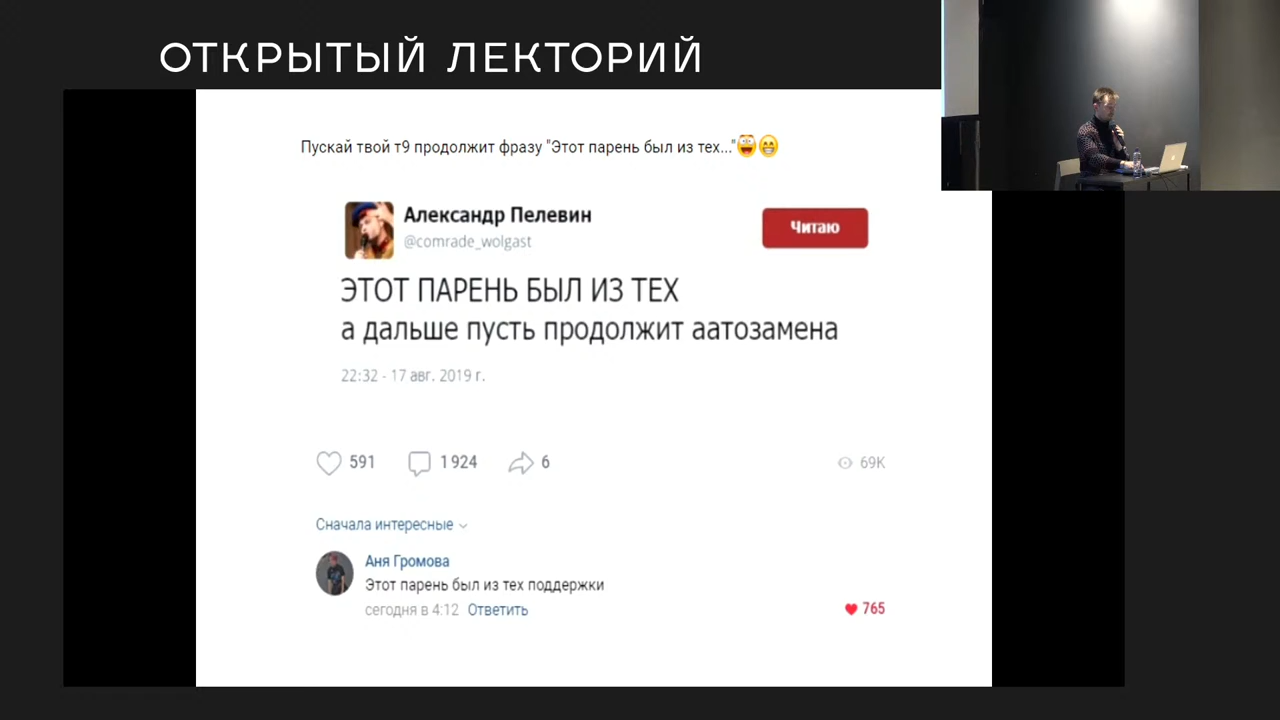 ОТКРЫТЫЙ ЛЕКТОРИЙ
Пускай твой т9 продолжит фразу "Этот парень был из тех..."
Александр Пелевин
@comrade_wolgast
Читаю
ЭТОТ ПАРЕНЬ БЫЛ ИЗ ТЕХ
а дальше пусть продолжит аатозамена
22:32 - 17 авг. 2019 г.
591 1 924 6 69K
Сначала интересные
Аня Громова
Этот парень был из тех поддержки
сегодня в 4:12 Ответить 765